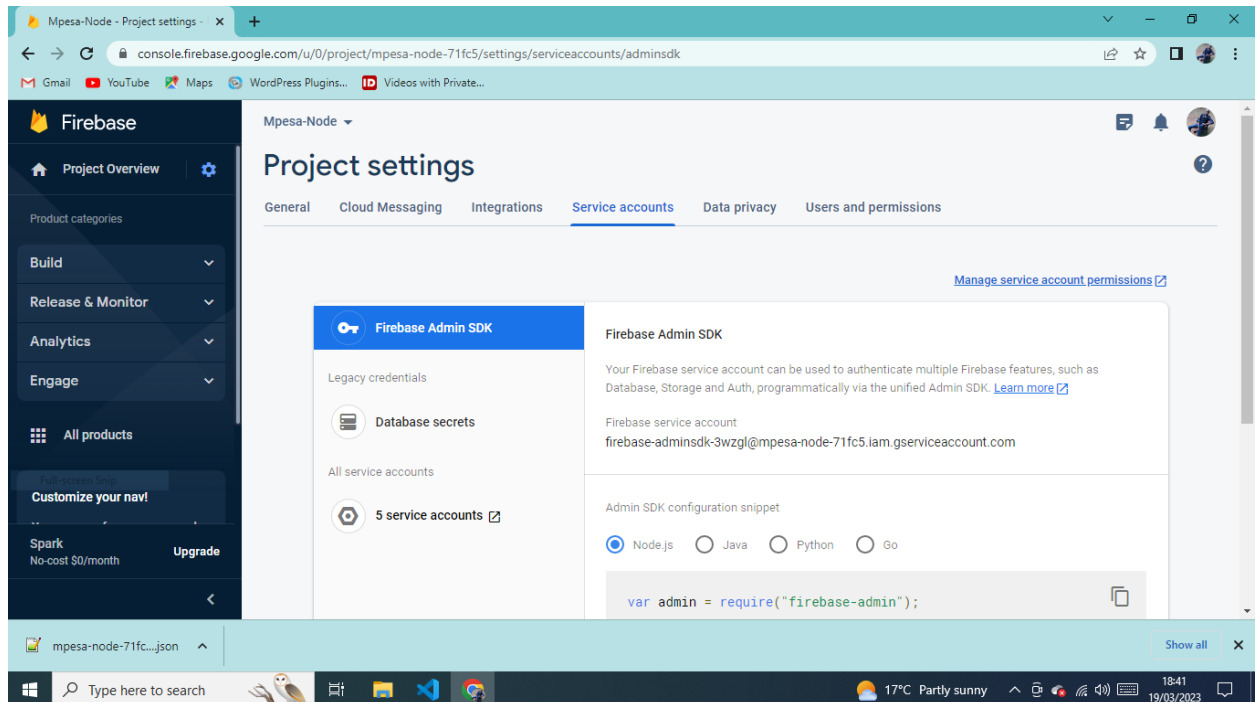 Mpesa-Node - Project settings -
console.firebase.google.com/u/0/project/mpesa-node-71fc5/settings/serviceaccounts/adminsdk
Gmail YouTube Maps WordPress Plugins... Videos with Private...
Firebase
Project Overview
Product categories
Build
Release & Monitor
Analytics
Engage
All products
Full-screen Snip
Customize your nav!
Spark
No-cost $0/month
Upgrade
Mpesa-Node
Project settings
General Cloud Messaging Integrations Service accounts Data privacy Users and permissions
Manage service account permissions
Firebase Admin SDK
Legacy credentials
Database secrets
All service accounts
5 service accounts
Firebase Admin SDK
Your Firebase service account can be used to authenticate multiple Firebase features, such as
Database, Storage and Auth, programmatically via the unified Admin SDK. Learn more
Firebase service account
firebase-adminsdk-3wzgl@mpesa-node-71fc5.iam.gserviceaccount.com
Admin SDK configuration snippet
Node.js Java Python Go
var admin = require("firebase-admin");
mpesa-node-71fc....json
Show all
Type here to search
17°C Partly sunny
18:41
19/03/2023